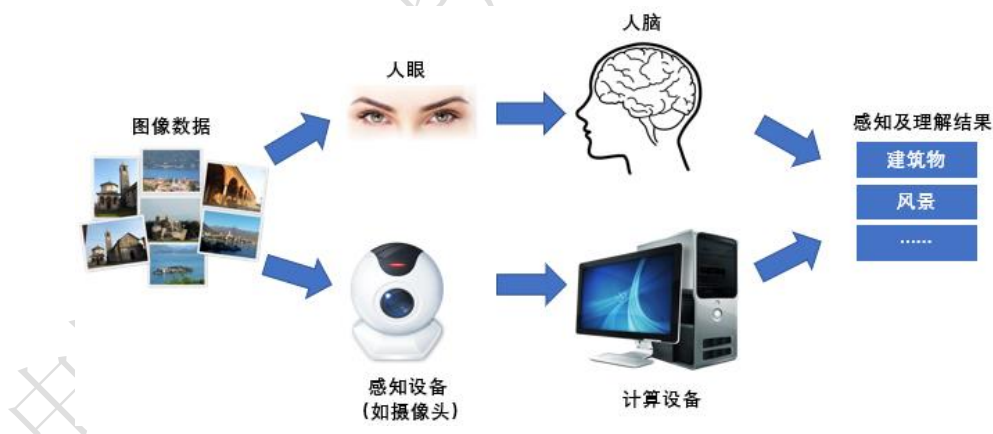 人脑
人眼
图像数据
感知及理解结果
建筑物
风景
……
感知设备
（如摄像头）
计算设备